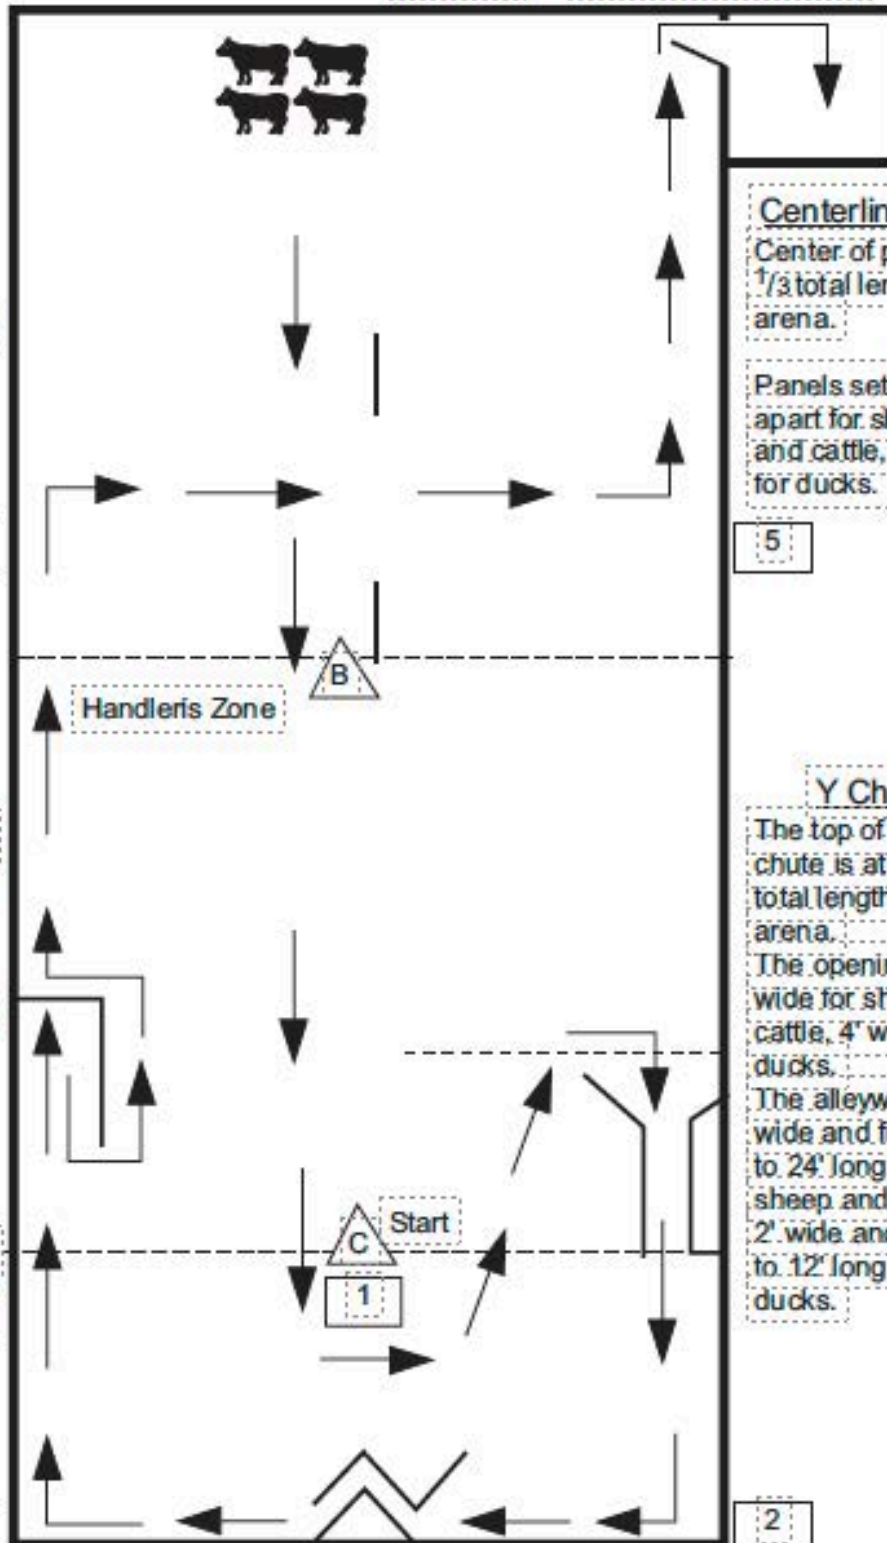 Centerlin
Center of p
1/3 total len
arena.
Panels set
apart for sh
and cattle,
for ducks.
5
B
Handler's Zone
Y Ch
The top of
chute is at
total length
arena.
The openin
wide for sh
cattle, 4' w
ducks.
The alleyw
wide and f
to 24' long
sheep and
2' wide and
to 12' long
ducks.
C
Start
1
2